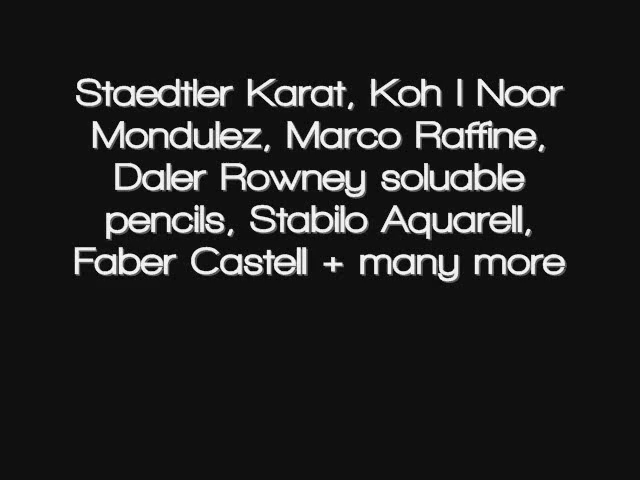 Staedtler Karat, Koh I Noor
Mondulez, Marco Raffine,
Daler Rowney soluable
pencils, Stabilo Aquarell,
Faber Castell + many more